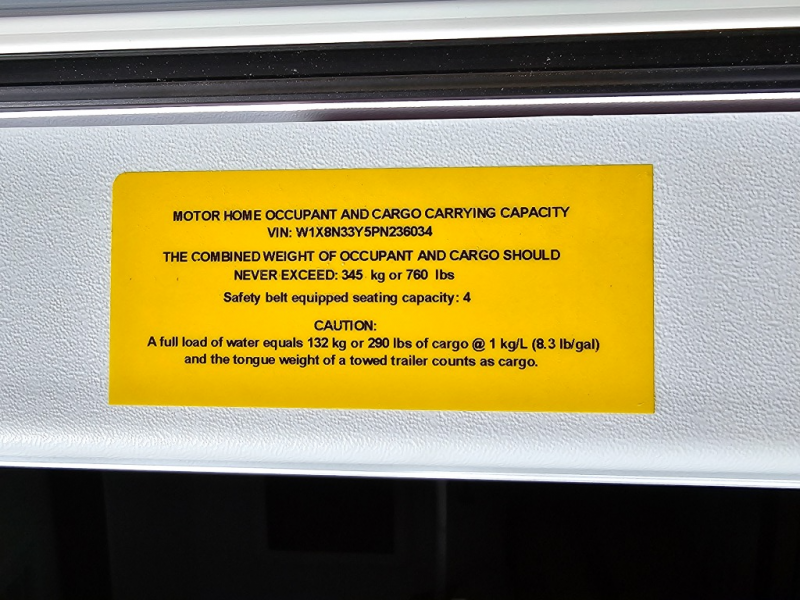 MOTOR HOME OCCUPANT AND CARGO CARRYING CAPACITY
VIN: W1X8N33Y5PN236034
THE COMBINED WEIGHT OF OCCUPANT AND CARGO SHOULD
NEVER EXCEED: 345 kg or 760 lbs
Safety belt equipped seating capacity: 4
CAUTION:
A full load of water equals 132 kg or 290 lbs of cargo @ 1 kg/L (8.3 lb/gal)
and the tongue weight of a towed trailer counts as cargo.